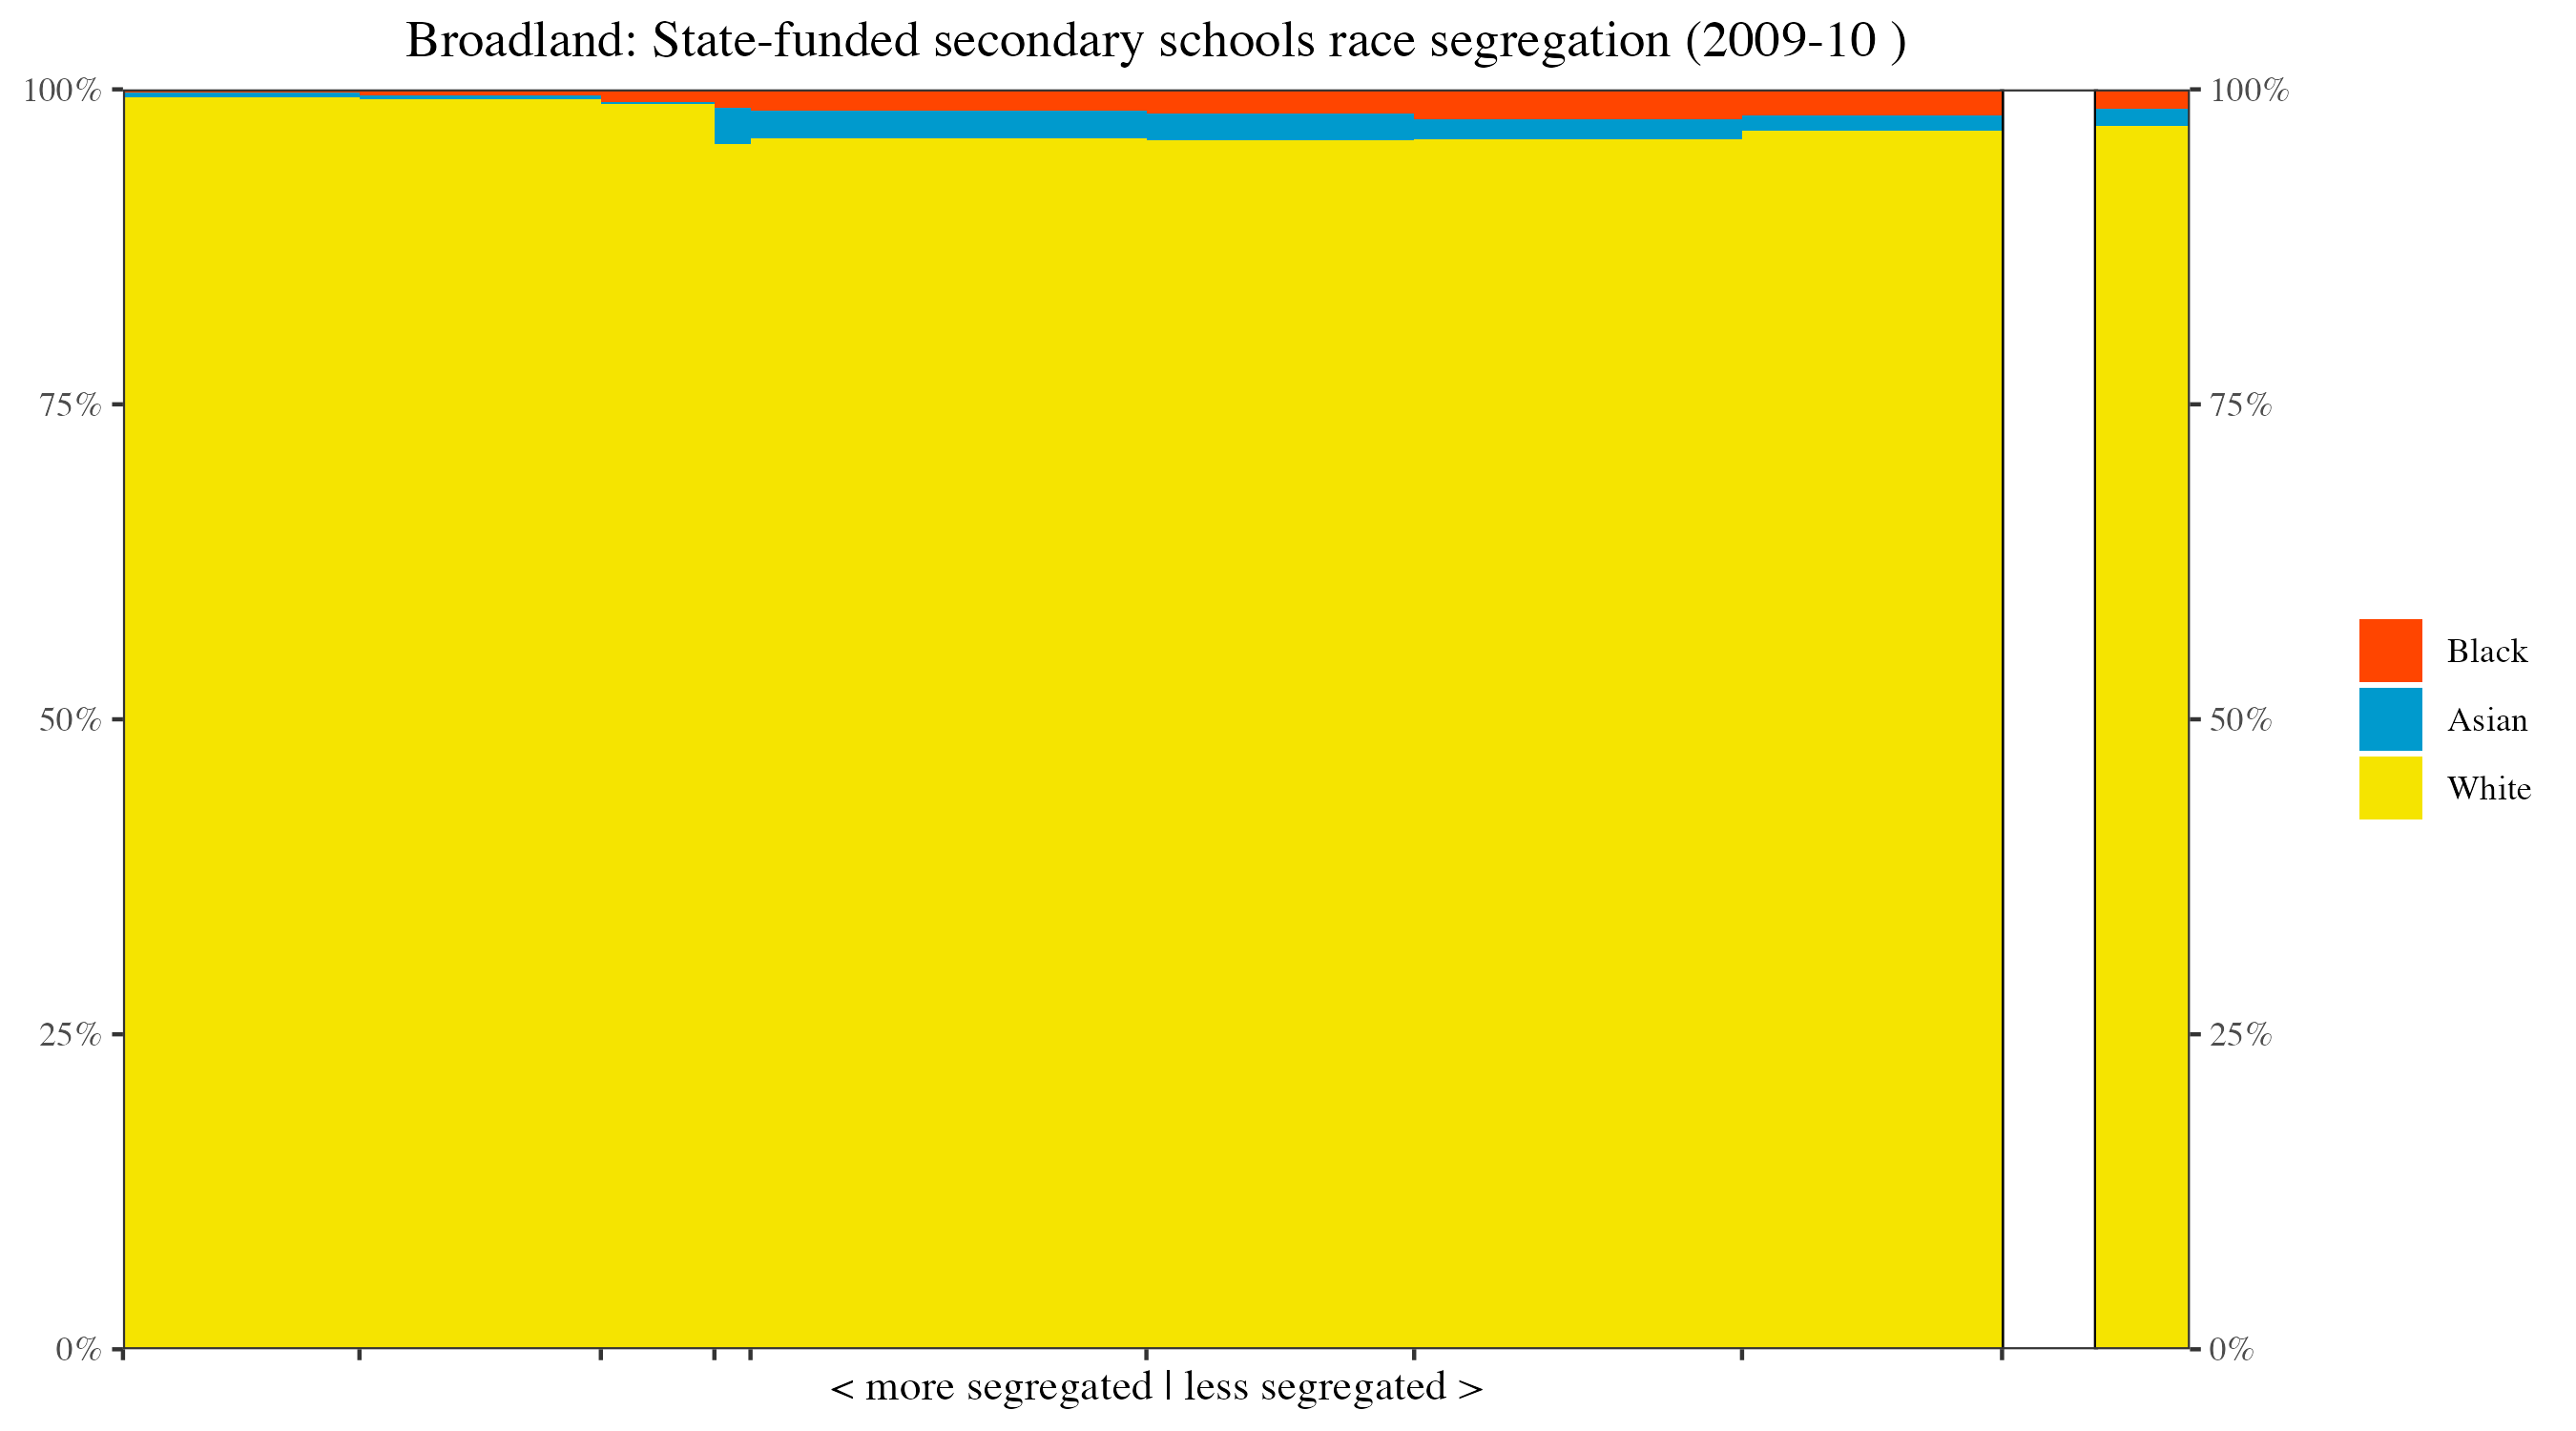 Broadland: State-funded secondary schools race segregation (2009-10 )
100%
75%
50%
25%
0%
100%
75%
50%
25%
0%
Black
Asian
White
< more segregated | less segregated >